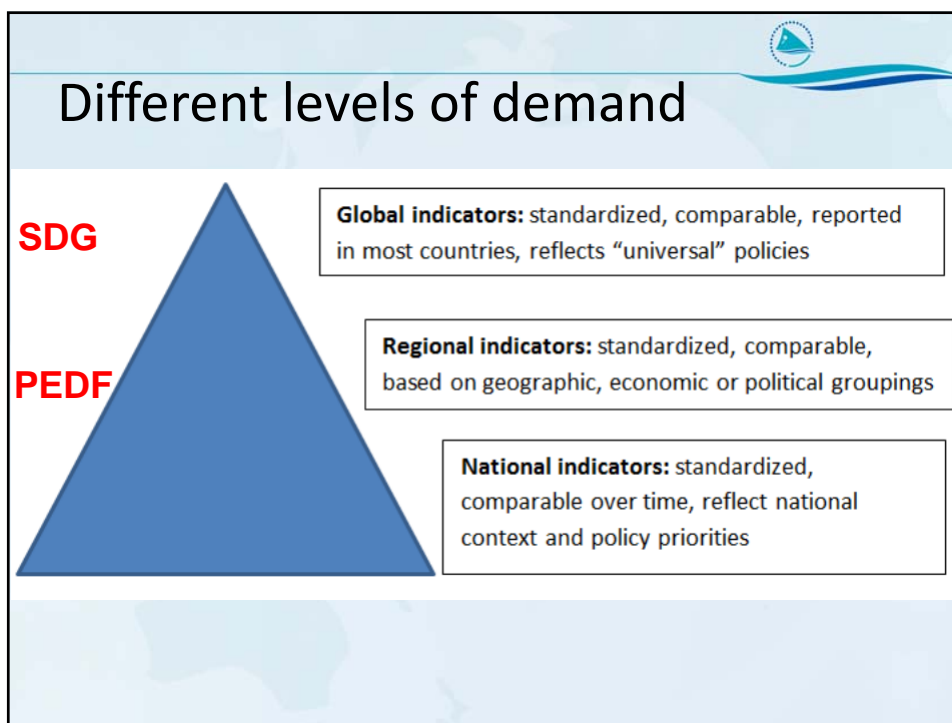 Different levels of demand
SDG
Global indicators: standardized, comparable, reported
in most countries, reflects “universal” policies
PEDF
Regional indicators: standardized, comparable,
based on geographic, economic or political groupings
National indicators: standardized,
comparable over time, reflect national
context and policy priorities